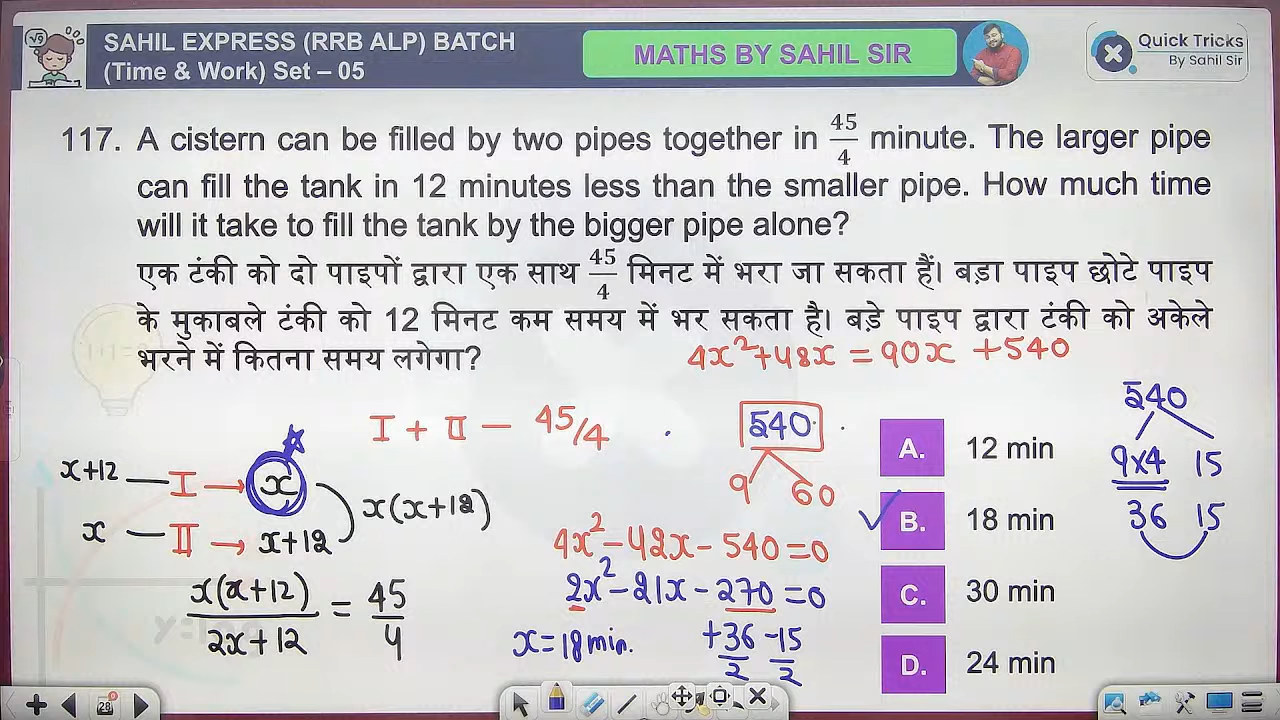 SAHIL EXPRESS (RRB ALP) BATCH
(Time & Work) Set – 05
MATHS BY SAHIL SIR
Quick Tricks
By Sahil Sir
117. A cistern can be filled by two pipes together in 45/4 minute. The larger pipe
can fill the tank in 12 minutes less than the smaller pipe. How much time
will it take to fill the tank by the bigger pipe alone?
एक टंकी को दो पाइपों द्वारा एक साथ 45/4 मिनट में भरा जा सकता हैं। बड़ा पाइप छोटे पाइप
के मुकाबले टंकी को 12 मिनट कम समय में भर सकता है। बड़े पाइप द्वारा टंकी को अकेले
भरने में कितना समय लगेगा?
4x²+48x = 90x +540
I + II — 45/4
x+12 — I → x
x — II → x+12
x(x+12)
x(x+12)/2x+12 = 45/4
540
9 60
4x²-42x-540=0
2x²-21x-270=0
x=18min.
+36/2 -15/2
A. 12 min
B. 18 min
C. 30 min
D. 24 min
540
9x4 15
36 15
28